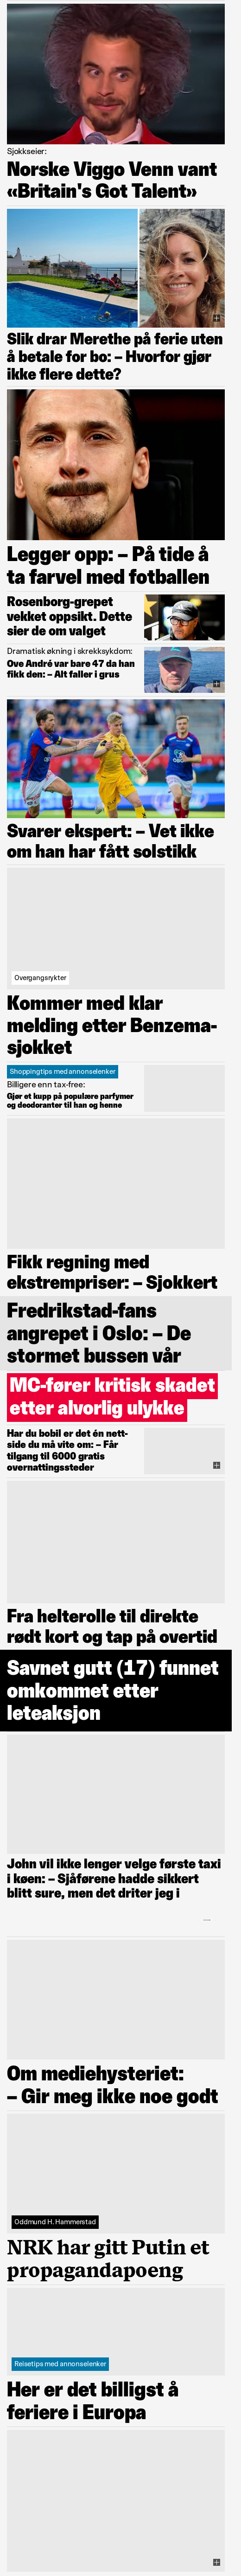 Sjokkseier:
Norske Viggo Venn vant
«Britain's Got Talent»
Slik drar Merethe på ferie uten
å betale for bo: – Hvorfor gjør
ikke flere dette?
Legger opp: – På tide å
ta farvel med fotballen
Rosenborg-grepet
vekket oppsikt. Dette
sier de om valget
Dramatisk økning i skrekksykdom:
Ove André var bare 47 da han
fikk den: – Alt faller i grus
Svarer ekspert: – Vet ikke
om han har fått solstikk
Overgangsrykter
Kommer med klar
melding etter Benzema-
sjokket
Shoppingtips med annonselenker
Billigere enn tax-free:
Gjør et kupp på populære parfymer
og deodoranter til han og henne
Fikk regning med
ekstrempriser: – Sjokkert
Fredrikstad-fans
angrepet i Oslo: – De
stormet bussen vår
MC-fører kritisk skadet
etter alvorlig ulykke
Har du bobil er det én nett-
side du må vite om: – Får
tilgang til 6000 gratis
overnattingssteder
Fra helterolle til direkte
rødt kort og tap på overtid
Savnet gutt (17) funnet
omkommet etter
leteaksjon
John vil ikke lenger velge første taxi
i køen: – Sjåførene hadde sikkert
blitt sure, men det driter jeg i
Om mediehysteriet:
– Gir meg ikke noe godt
Oddmund H. Hammerstad
NRK har gitt Putin et
propagandapoeng
Reisetips med annonselenker
Her er det billigst å
feriere i Europa